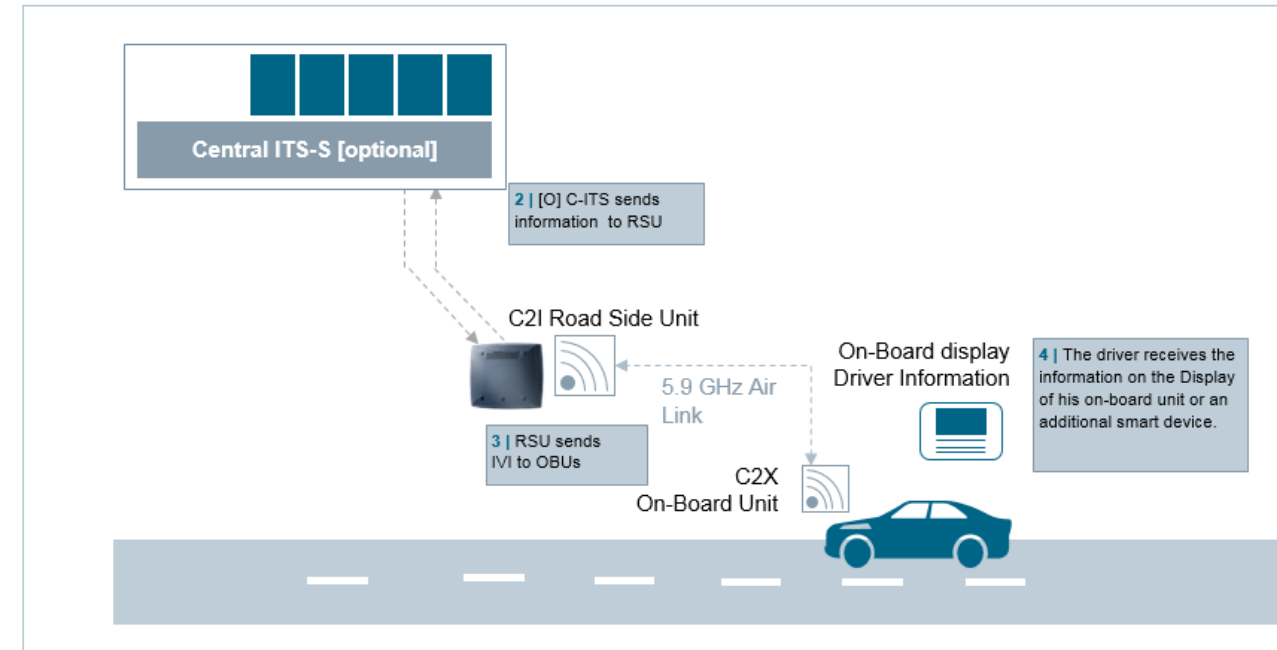 Central ITS-S [optional]
2 | [O] C-ITS sends
information to RSU
C2I Road Side Unit
5.9 GHz Air
Link
3 | RSU sends
IVI to OBUs
On-Board display
Driver Information
4 | The driver receives the
information on the Display
of his on-board unit or an
additional smart device.
C2X
On-Board Unit